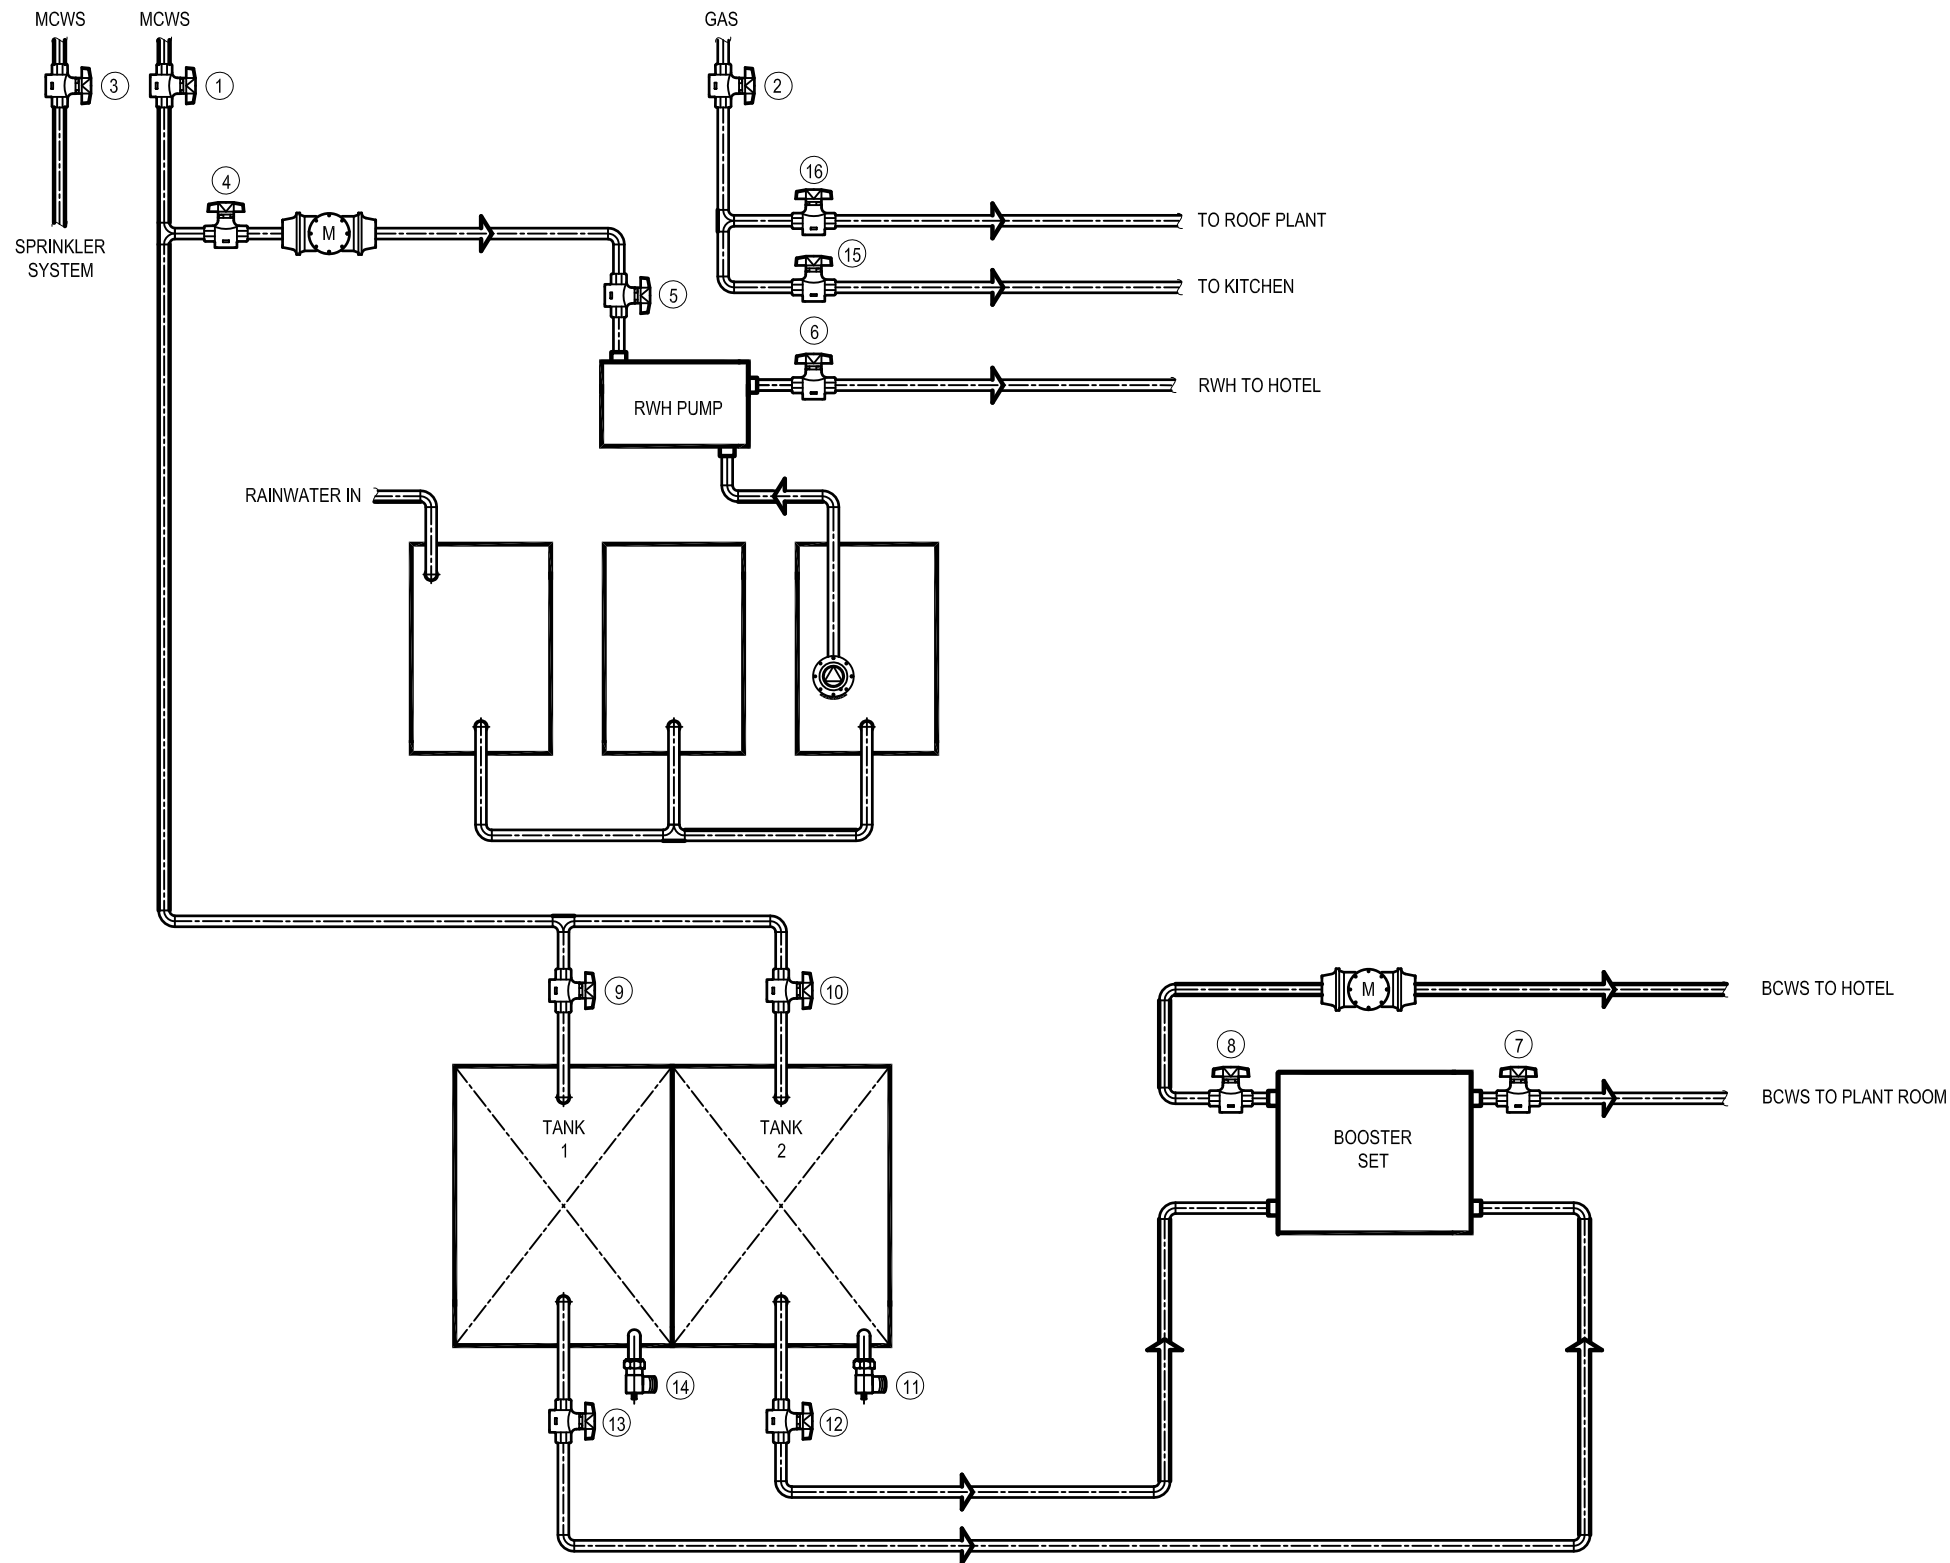 MCWS
MCWS
GAS
3
1
2
4
16
M
TO ROOF PLANT
SPRINKLER
SYSTEM
15
TO KITCHEN
5
6
RWH TO HOTEL
RWH PUMP
RAINWATER IN
9
10
M
BCWS TO HOTEL
8
7
BCWS TO PLANT ROOM
TANK
1
TANK
2
BOOSTER
SET
14
11
13
12